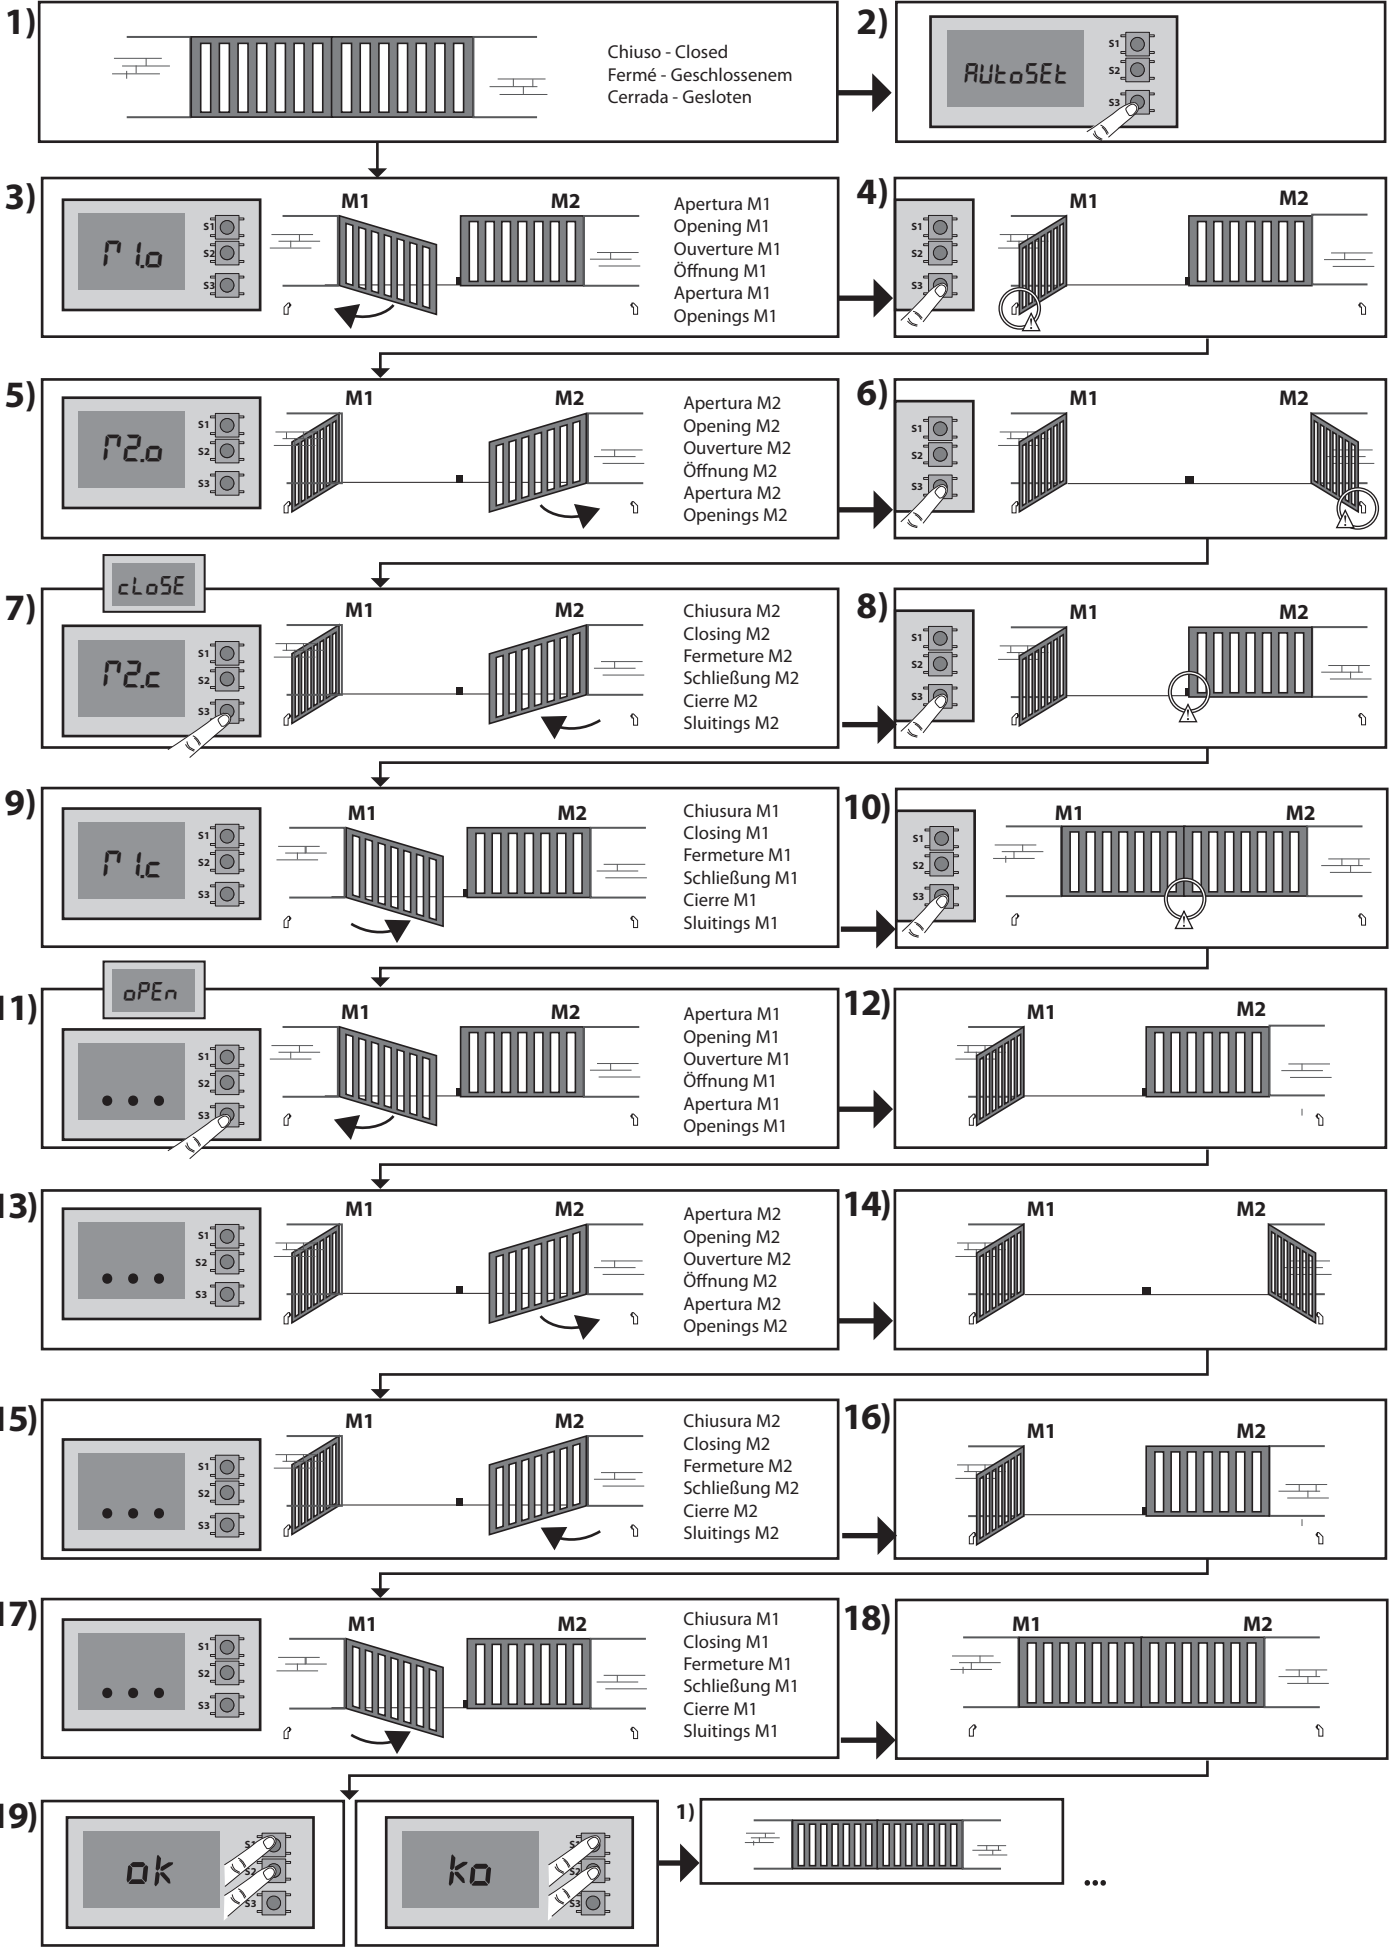 1)
Chiuso - Closed
Fermé - Geschlossenem
Cerrada - Gesloten
2)
AUtoSEt
S1
S2
S3
3)
M1.o
S1
S2
S3
M1
M2
Apertura M1
Opening M1
Ouverture M1
Öffnung M1
Apertura M1
Openings M1
4)
S1
S2
S3
M1
M2
5)
M2.o
S1
S2
S3
M1
M2
Apertura M2
Opening M2
Ouverture M2
Öffnung M2
Apertura M2
Openings M2
6)
S1
S2
S3
M1
M2
cLoSE
7)
M2.c
S1
S2
S3
M1
M2
Chiusura M2
Closing M2
Fermeture M2
Schließung M2
Cierre M2
Sluitings M2
8)
S1
S2
S3
M1
M2
9)
M1.c
S1
S2
S3
M1
M2
Chiusura M1
Closing M1
Fermeture M1
Schließung M1
Cierre M1
Sluitings M1
10)
S1
S2
S3
M1
M2
oPEn
11)
...
S1
S2
S3
M1
M2
Apertura M1
Opening M1
Ouverture M1
Öffnung M1
Apertura M1
Openings M1
12)
M1
M2
13)
...
S1
S2
S3
M1
M2
Apertura M2
Opening M2
Ouverture M2
Öffnung M2
Apertura M2
Openings M2
14)
M1
M2
15)
...
S1
S2
S3
M1
M2
Chiusura M2
Closing M2
Fermeture M2
Schließung M2
Cierre M2
Sluitings M2
16)
M1
M2
17)
...
S1
S2
S3
M1
M2
Chiusura M1
Closing M1
Fermeture M1
Schließung M1
Cierre M1
Sluitings M1
18)
M1
M2
19)
ok
S1
S2
S3
ko
S1
S2
S3
1)
...